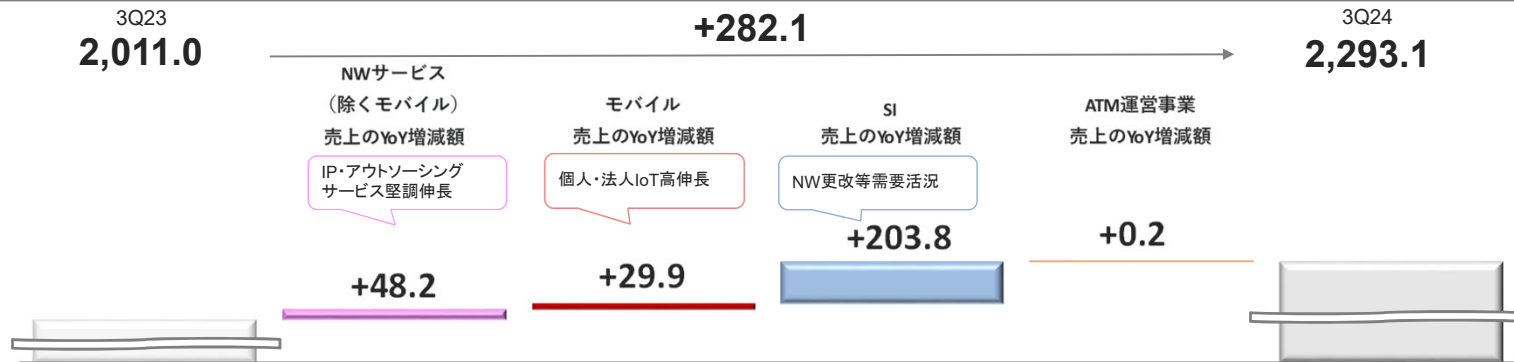 3Q23
2,011.0
+282.1
3Q24
2,293.1
NWサービス
（除くモバイル）
売上のYoY増減額
IP・アウトソーシング
サービス堅調伸長
+48.2
モバイル
売上のYoY増減額
個人・法人IoT高伸長
+29.9
SI
売上のYoY増減額
NW更改等需要活況
+203.8
ATM運営事業
売上のYoY増減額
+0.2